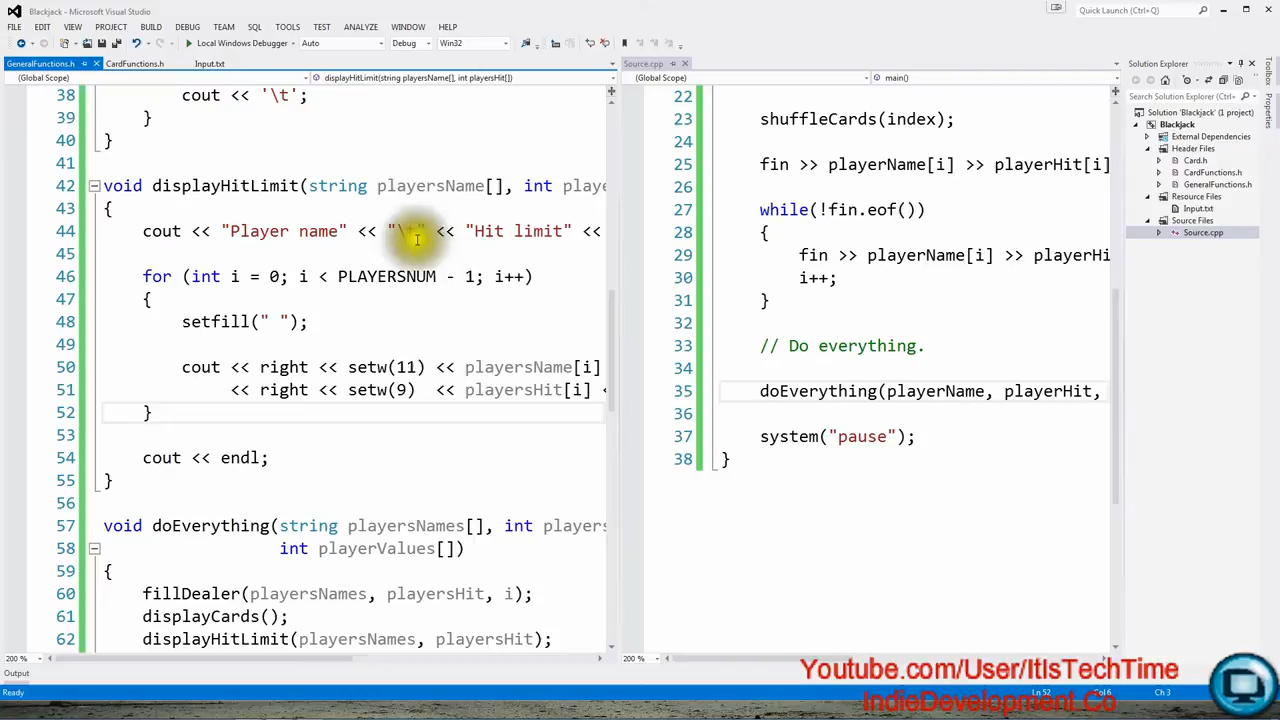 Blackjack - Microsoft Visual Studio
Quick Launch (Ctrl+Q)
FILE EDIT VIEW PROJECT BUILD DEBUG TEAM SQL TOOLS TEST ANALYZE WINDOW HELP
Local Windows Debugger Auto Debug Win32
GeneralFunctions.h CardFunctions.h Input.txt
(Global Scope) displayHitLimit(string playersName[], int playersHit[])
38 cout << '\t';
39 }
40 }
41
42 void displayHitLimit(string playersName[], int playe
43 {
44 cout << "Player name" << "\t" << "Hit limit" <<
45
46 for (int i = 0; i < PLAYERSNUM - 1; i++)
47 {
48 setfill(" ");
49
50 cout << right << setw(11) << playersName[i]
51 << right << setw(9) << playersHit[i] <
52 }
53
54 cout << endl;
55 }
56
57 void doEverything(string playersNames[], int players
58 int playerValues[])
59 {
60 fillDealer(playersNames, playersHit, i);
61 displayCards();
62 displayHitLimit(playersNames, playersHit);
200 %
Source.cpp
(Global Scope) main()
22
23 shuffleCards(index);
24
25 fin >> playerName[i] >> playerHit[i]
26
27 while(!fin.eof())
28 {
29 fin >> playerName[i] >> playerHi
30 i++;
31 }
32
33 // Do everything.
34
35 doEverything(playerName, playerHit,
36
37 system("pause");
38 }
200 %
Solution Explorer
Search Solution Explorer (Ctrl+
Solution 'Blackjack' (1 project)
Blackjack
External Dependencies
Header Files
Card.h
CardFunctions.h
GeneralFunctions.h
Resource Files
Input.txt
Source Files
Source.cpp
Toolbox
Properties
Output
Ready Ln 52 Col 6 Ch 3
Youtube.com/User/ItIsTechTime
IndieDevelopment Co